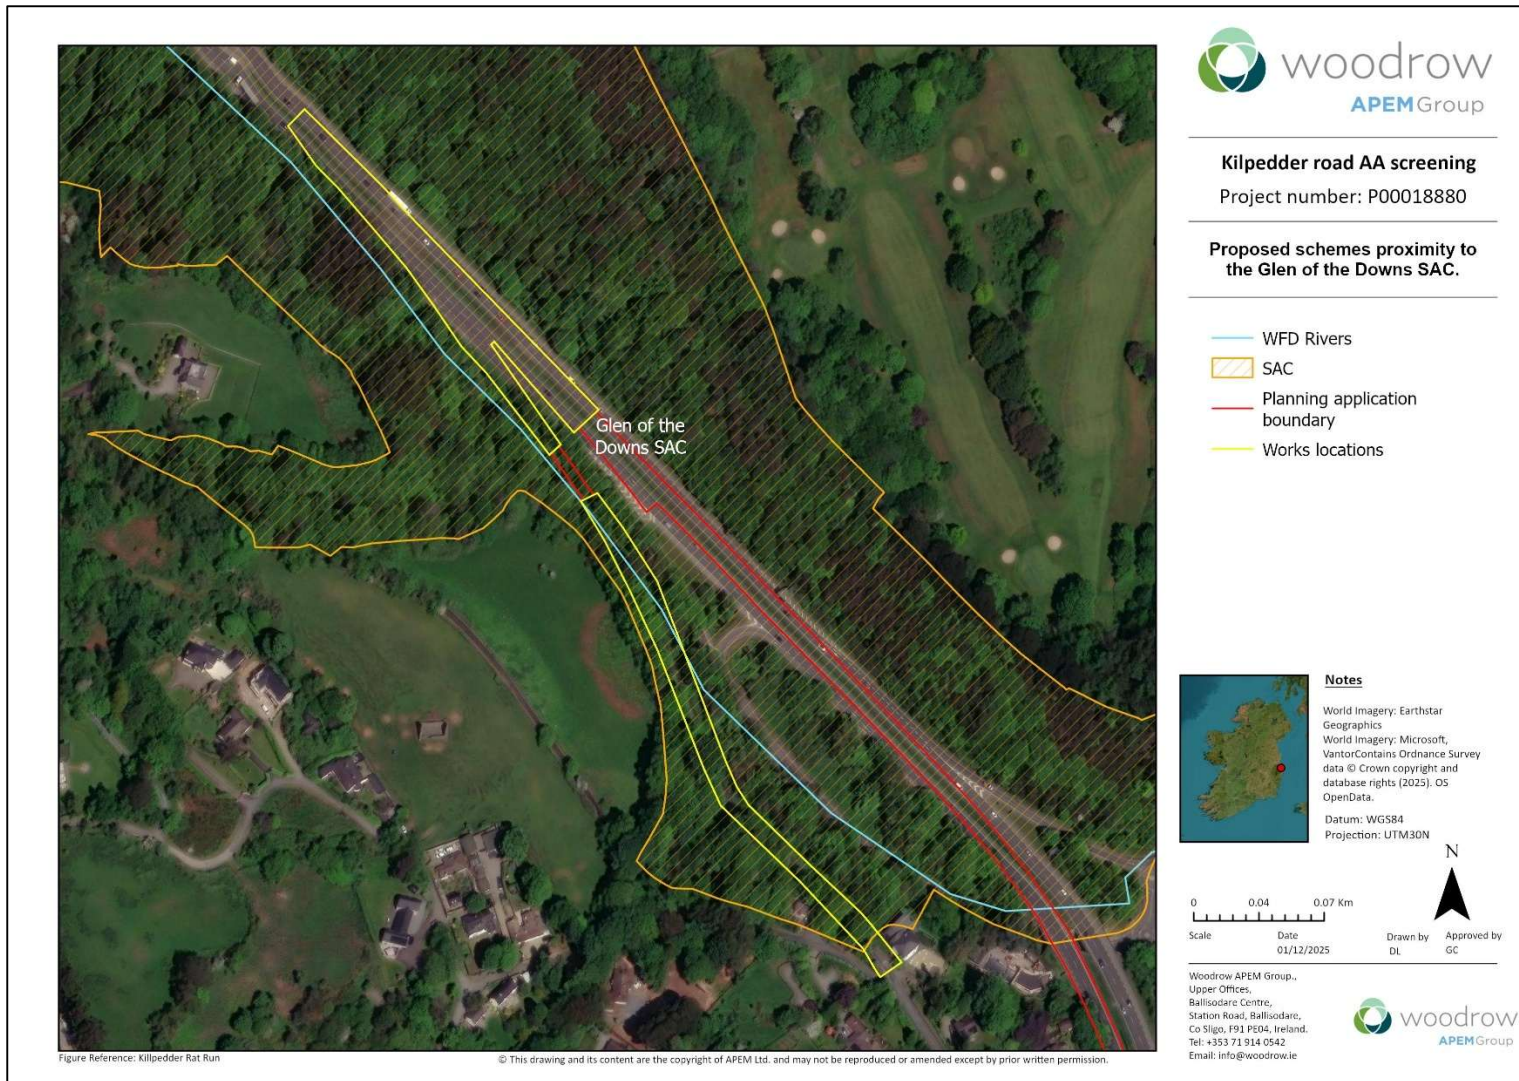 woodrow
APEMGroup
Kilpedder road AA screening
Project number: P00018880
Proposed schemes proximity to
the Glen of the Downs SAC.
WFD Rivers
SAC
Planning application
boundary
Works locations
Glen of the
Downs SAC
Notes
World Imagery: Earthstar
Geographics
World Imagery: Microsoft,
VantorContains Ordnance Survey
data © Crown copyright and
database rights (2025). OS
OpenData.
Datum: WGS84
Projection: UTM30N
N
0 0.04 0.07 Km
Scale Date Drawn by Approved by
01/12/2025 DL GC
Woodrow APEM Group.,
Upper Offices,
Ballisodare Centre,
Station Road, Ballisodare,
Co Sligo, F91 PE04, Ireland.
Tel: +353 71 914 0542
Email: info@woodrow.ie
woodrow
APEMGroup
Figure Reference: Killpedder Rat Run
© This drawing and its content are the copyright of APEM Ltd. and may not be reproduced or amended except by prior written permission.